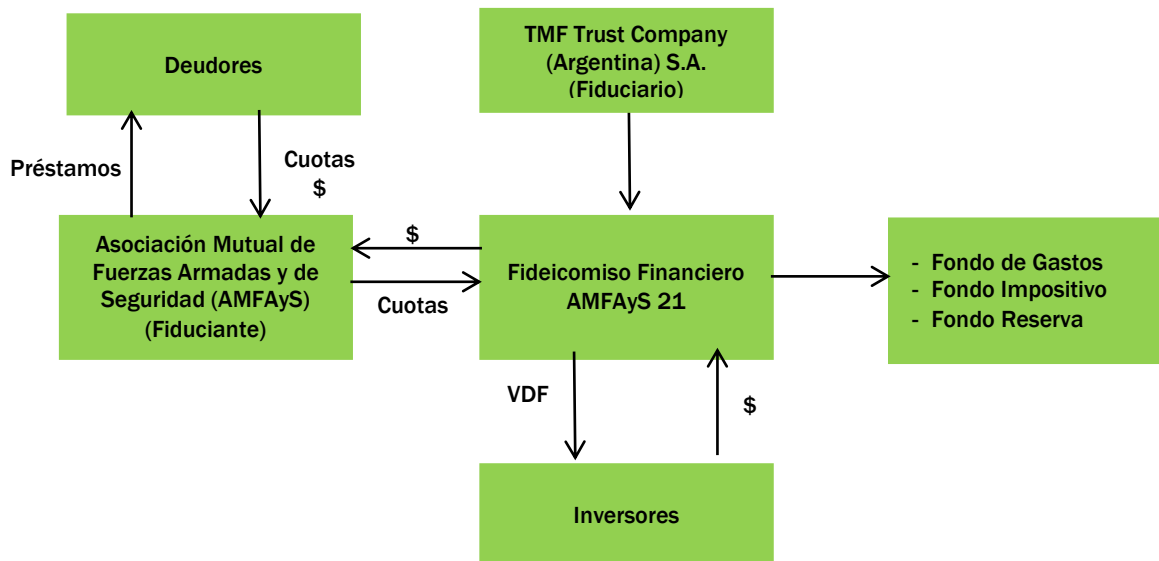 Deudores
TMF Trust Company
(Argentina) S.A.
(Fiduciario)
Préstamos
Cuotas
$
Asociación Mutual de
Fuerzas Armadas y de
Seguridad (AMFAyS)
(Fiduciante)
$
Cuotas
Fideicomiso Financiero
AMFAyS 21
- Fondo de Gastos
- Fondo Impositivo
- Fondo Reserva
VDF
$
Inversores